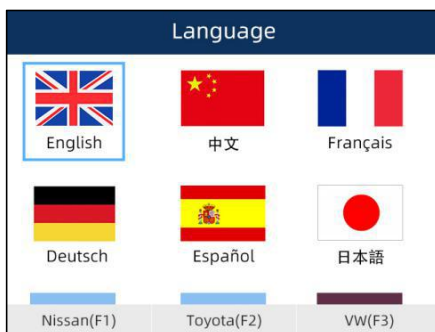 Language
English 中文 Français
Deutsch Español 日本語
Nissan(F1) Toyota(F2) VW(F3)